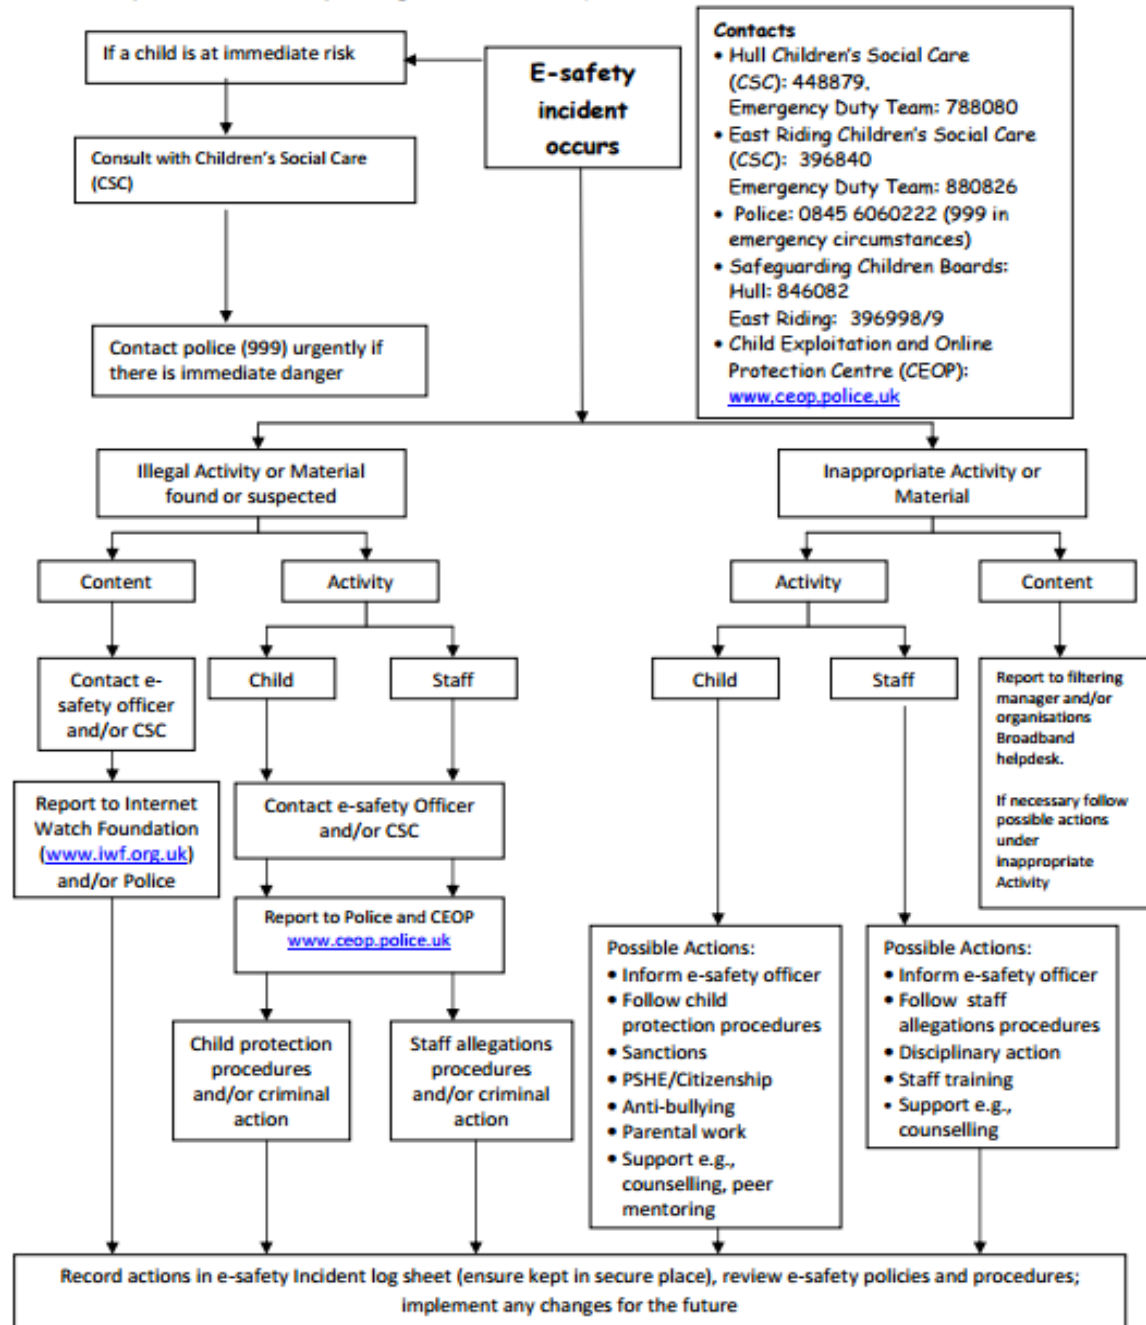 If a child is at immediate risk
E-safety
incident
occurs
Contacts
• Hull Children's Social Care
(CSC): 448879,
Emergency Duty Team: 788080
• East Riding Children's Social Care
(CSC): 396840
Emergency Duty Team: 880826
• Police: 0845 6060222 (999 in
emergency circumstances)
• Safeguarding Children Boards:
Hull: 846082
East Riding: 396998/9
• Child Exploitation and Online
Protection Centre (CEOP):
www,ceop,police,uk
Consult with Children's Social Care
(CSC)
Contact police (999) urgently if
there is immediate danger
Illegal Activity or Material
found or suspected
Inappropriate Activity or
Material
Content
Activity
Activity
Content
Contact e-
safety officer
and/or CSC
Child
Staff
Child
Staff
Report to filtering
manager and/or
organisations
Broadband
helpdesk.
If necessary follow
possible actions
under
inappropriate
Activity
Report to Internet
Watch Foundation
(www.iwf.org.uk)
and/or Police
Contact e-safety Officer
and/or CSC
Report to Police and CEOP
www.ceop.police.uk
Child protection
procedures
and/or criminal
action
Staff allegations
procedures
and/or criminal
action
Possible Actions:
• Inform e-safety officer
• Follow child
protection procedures
• Sanctions
• PSHE/Citizenship
• Anti-bullying
• Parental work
• Support e.g.,
counselling, peer
mentoring
Possible Actions:
• Inform e-safety officer
• Follow staff
allegations procedures
• Disciplinary action
• Staff training
• Support e.g.,
counselling
Record actions in e-safety Incident log sheet (ensure kept in secure place), review e-safety policies and procedures;
implement any changes for the future